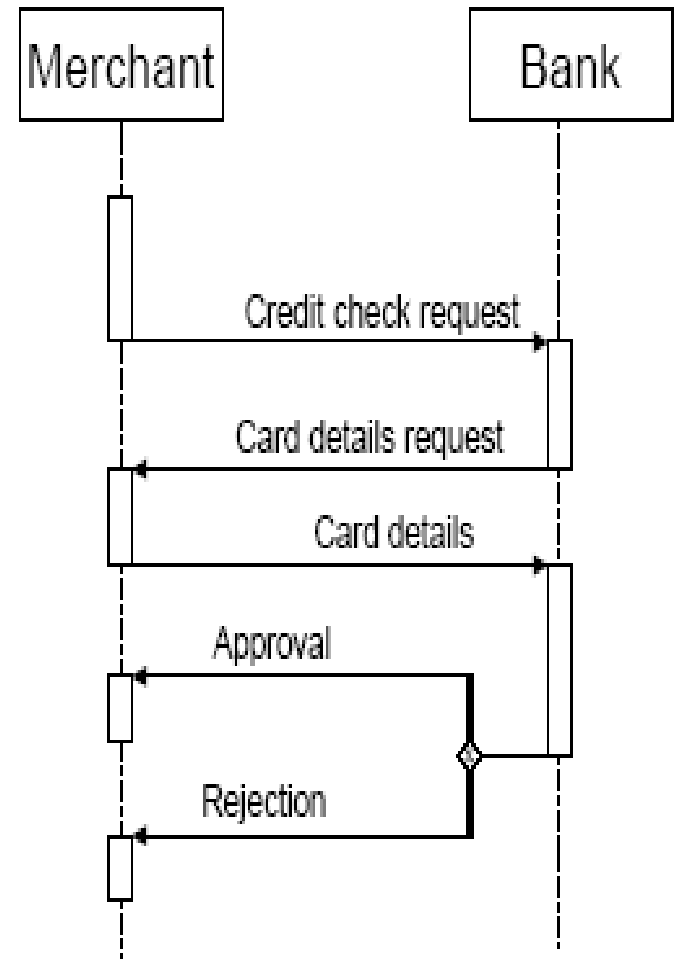 Merchant
Bank
Credit check request
Card details request
Card details
Approval
Rejection